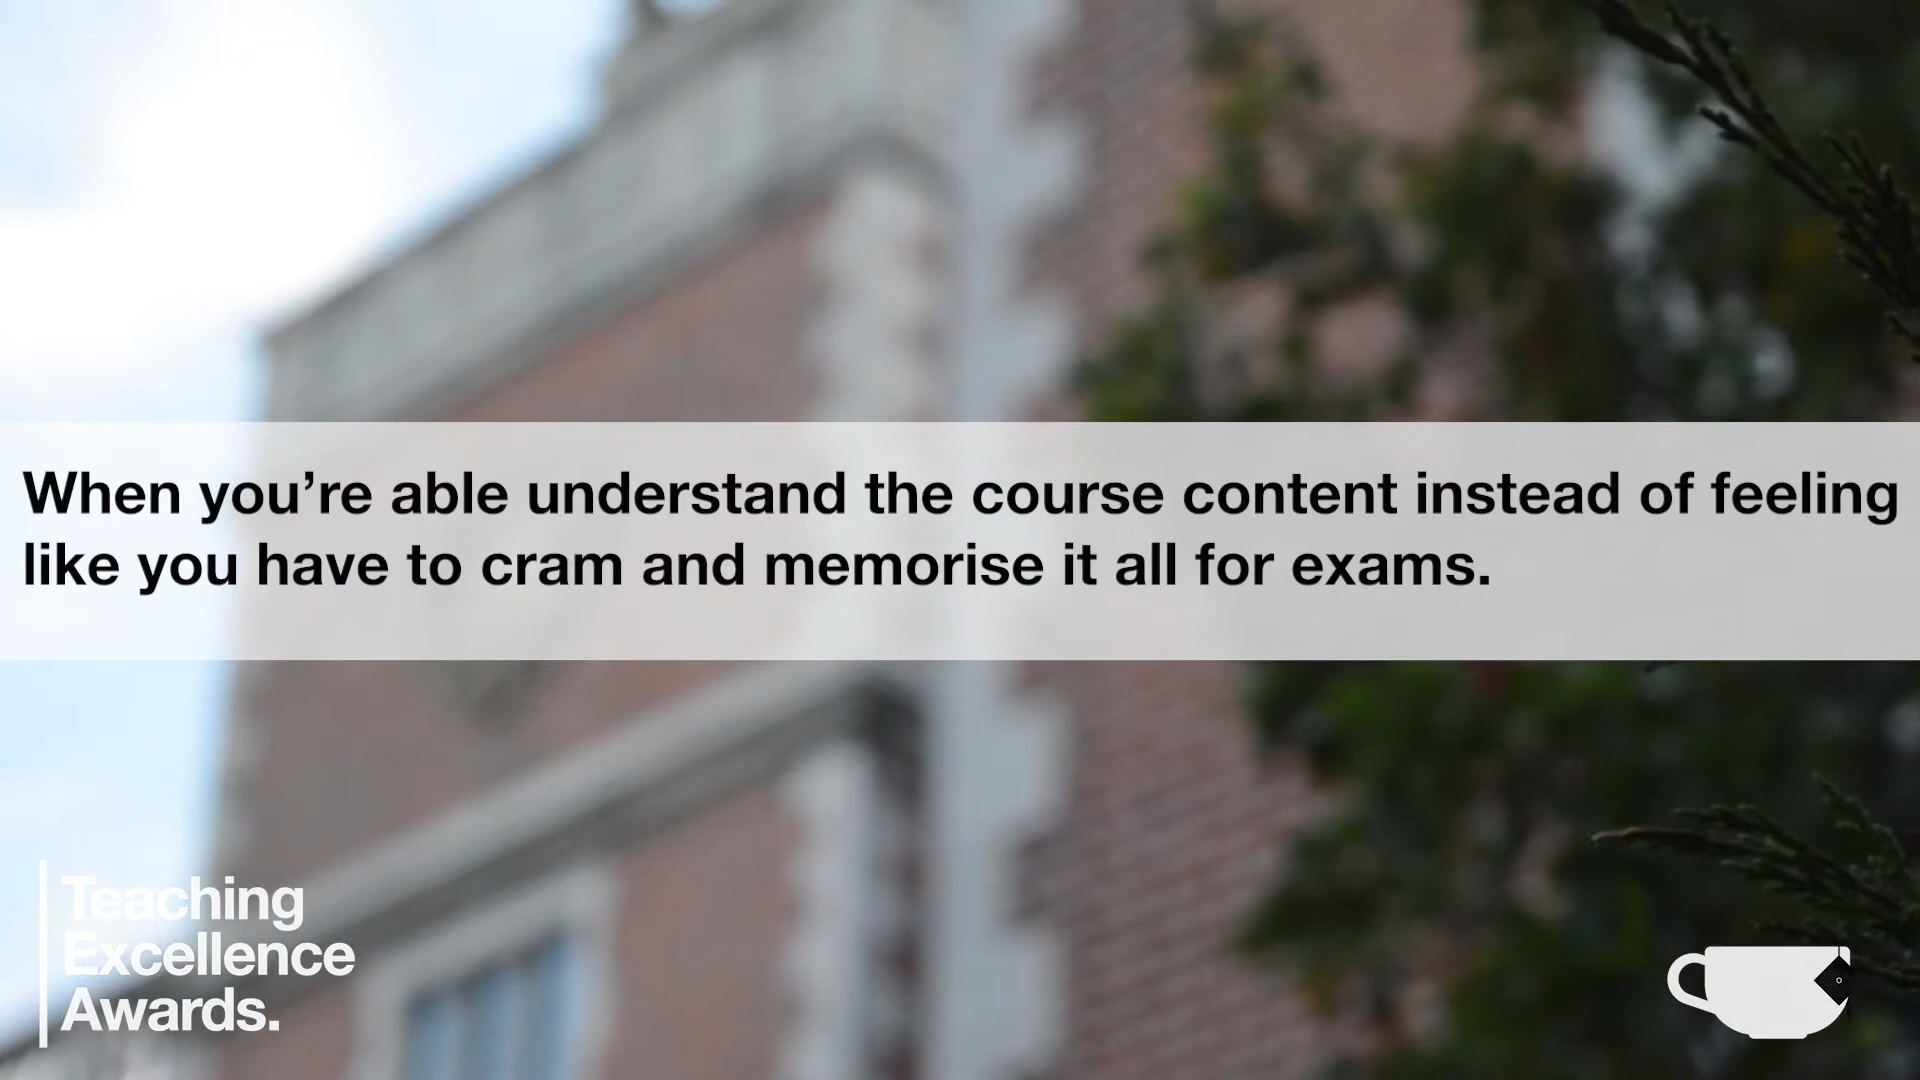 When you’re able understand the course content instead of feeling
like you have to cram and memorise it all for exams.
Teaching
Excellence
Awards.